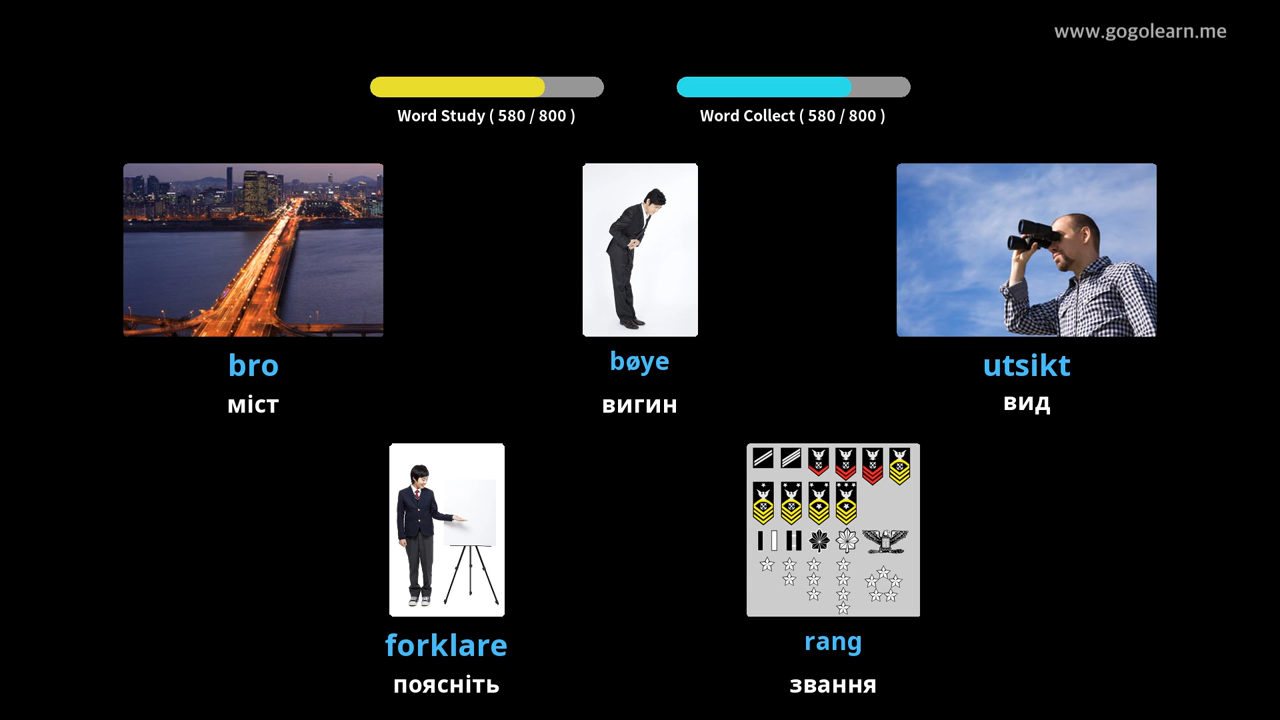 www.gogolearn.me
Word Study ( 580 / 800 )
Word Collect ( 580 / 800 )
bro
міст
bøye
вигин
utsikt
вид
forklare
поясніть
rang
звання